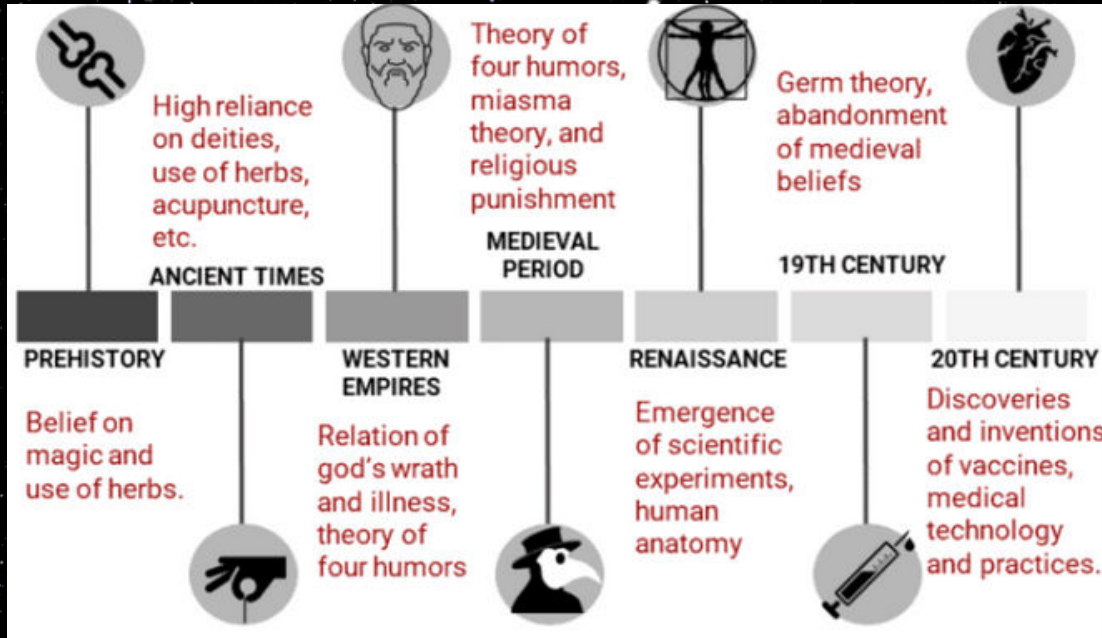 PREHISTORY
Belief on
magic and
use of herbs.
High reliance
on deities,
use of herbs,
acupuncture,
etc.
ANCIENT TIMES
WESTERN
EMPIRES
Relation of
god's wrath
and illness,
theory of
four humors
Theory of
four humors,
miasma
theory, and
religious
punishment
MEDIEVAL
PERIOD
RENAISSANCE
Emergence
of scientific
experiments,
human
anatomy
Germ theory,
abandonment
of medieval
beliefs
19TH CENTURY
20TH CENTURY
Discoveries
and inventions
of vaccines,
medical
technology
and practices.